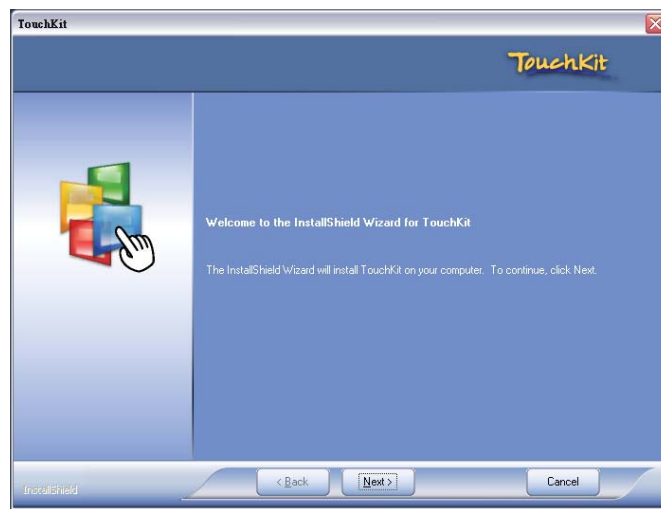 TouchKit
TouchKit
Welcome to the InstallShield Wizard for TouchKit
The InstallShield Wizard will install TouchKit on your computer. To continue, click Next.
InstallShield
< Back
Next >
Cancel